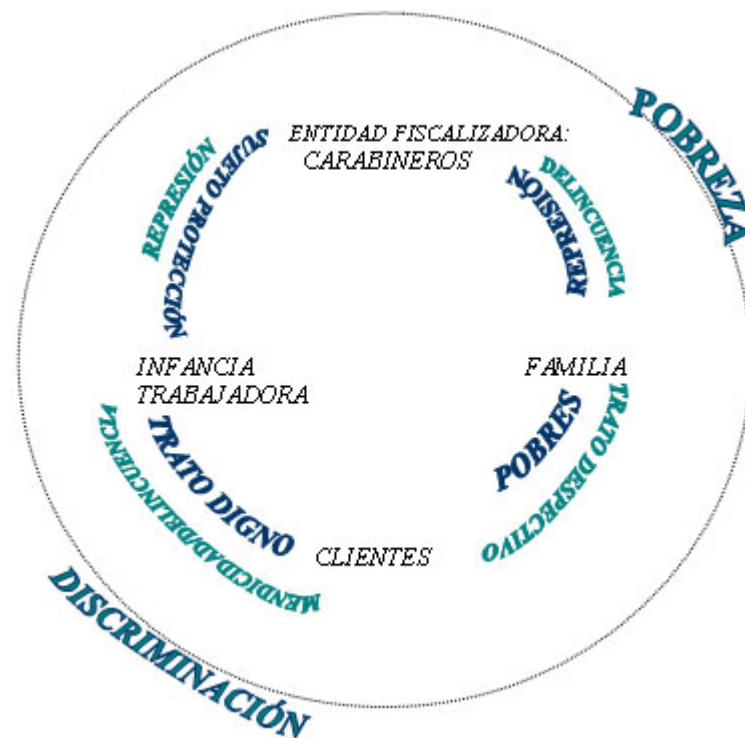 POBREZA
ENTIDAD FISCALIZADORA:
CARABINEROS
REPRESIÓN
SUJETO PROTECCIÓN
DELINCUENCIA
REPRESIÓN
INFANCIA
TRABAJADORA
FAMILIA
TRATO DIGNO
MENDICIDAD/DELINCUENCIA
POBRES
TRATO DESPECTIVO
CLIENTES
DISCRIMINACIÓN